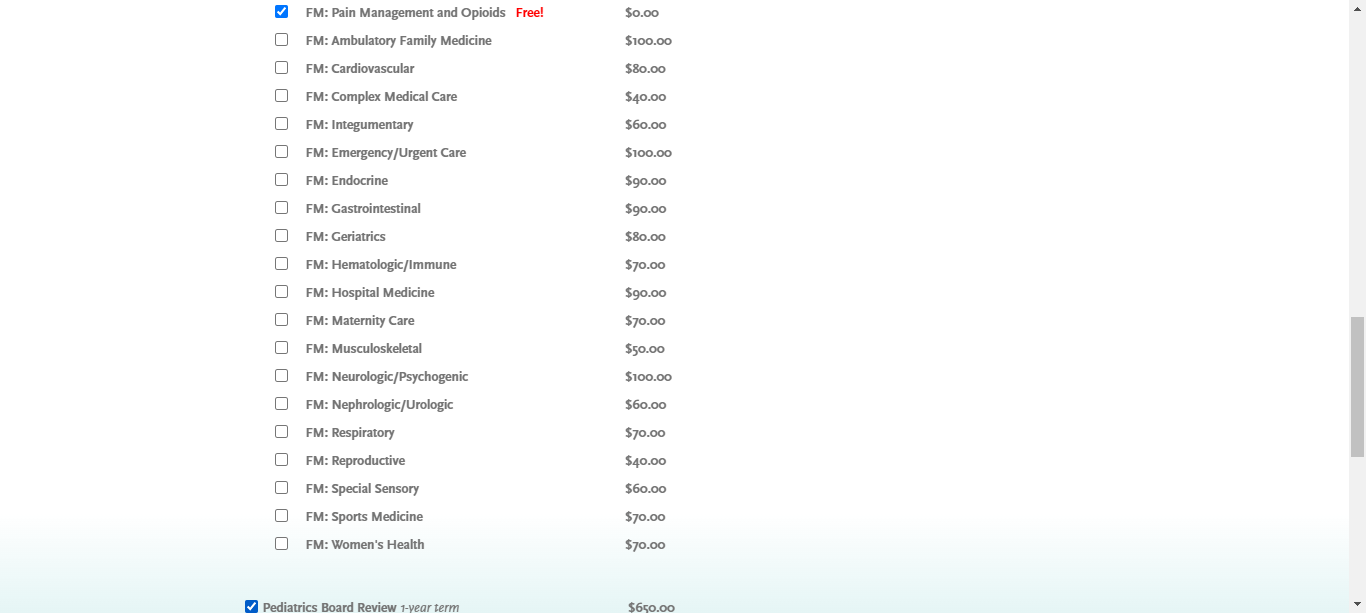 FM: Pain Management and Opioids Free! $0.00
FM: Ambulatory Family Medicine $100.00
FM: Cardiovascular $80.00
FM: Complex Medical Care $40.00
FM: Integumentary $60.00
FM: Emergency/Urgent Care $100.00
FM: Endocrine $90.00
FM: Gastrointestinal $90.00
FM: Geriatrics $80.00
FM: Hematologic/Immune $70.00
FM: Hospital Medicine $90.00
FM: Maternity Care $70.00
FM: Musculoskeletal $50.00
FM: Neurologic/Psychogenic $100.00
FM: Nephrologic/Urologic $60.00
FM: Respiratory $70.00
FM: Reproductive $40.00
FM: Special Sensory $60.00
FM: Sports Medicine $70.00
FM: Women's Health $70.00
Pediatrics Board Review 1-year term $650.00